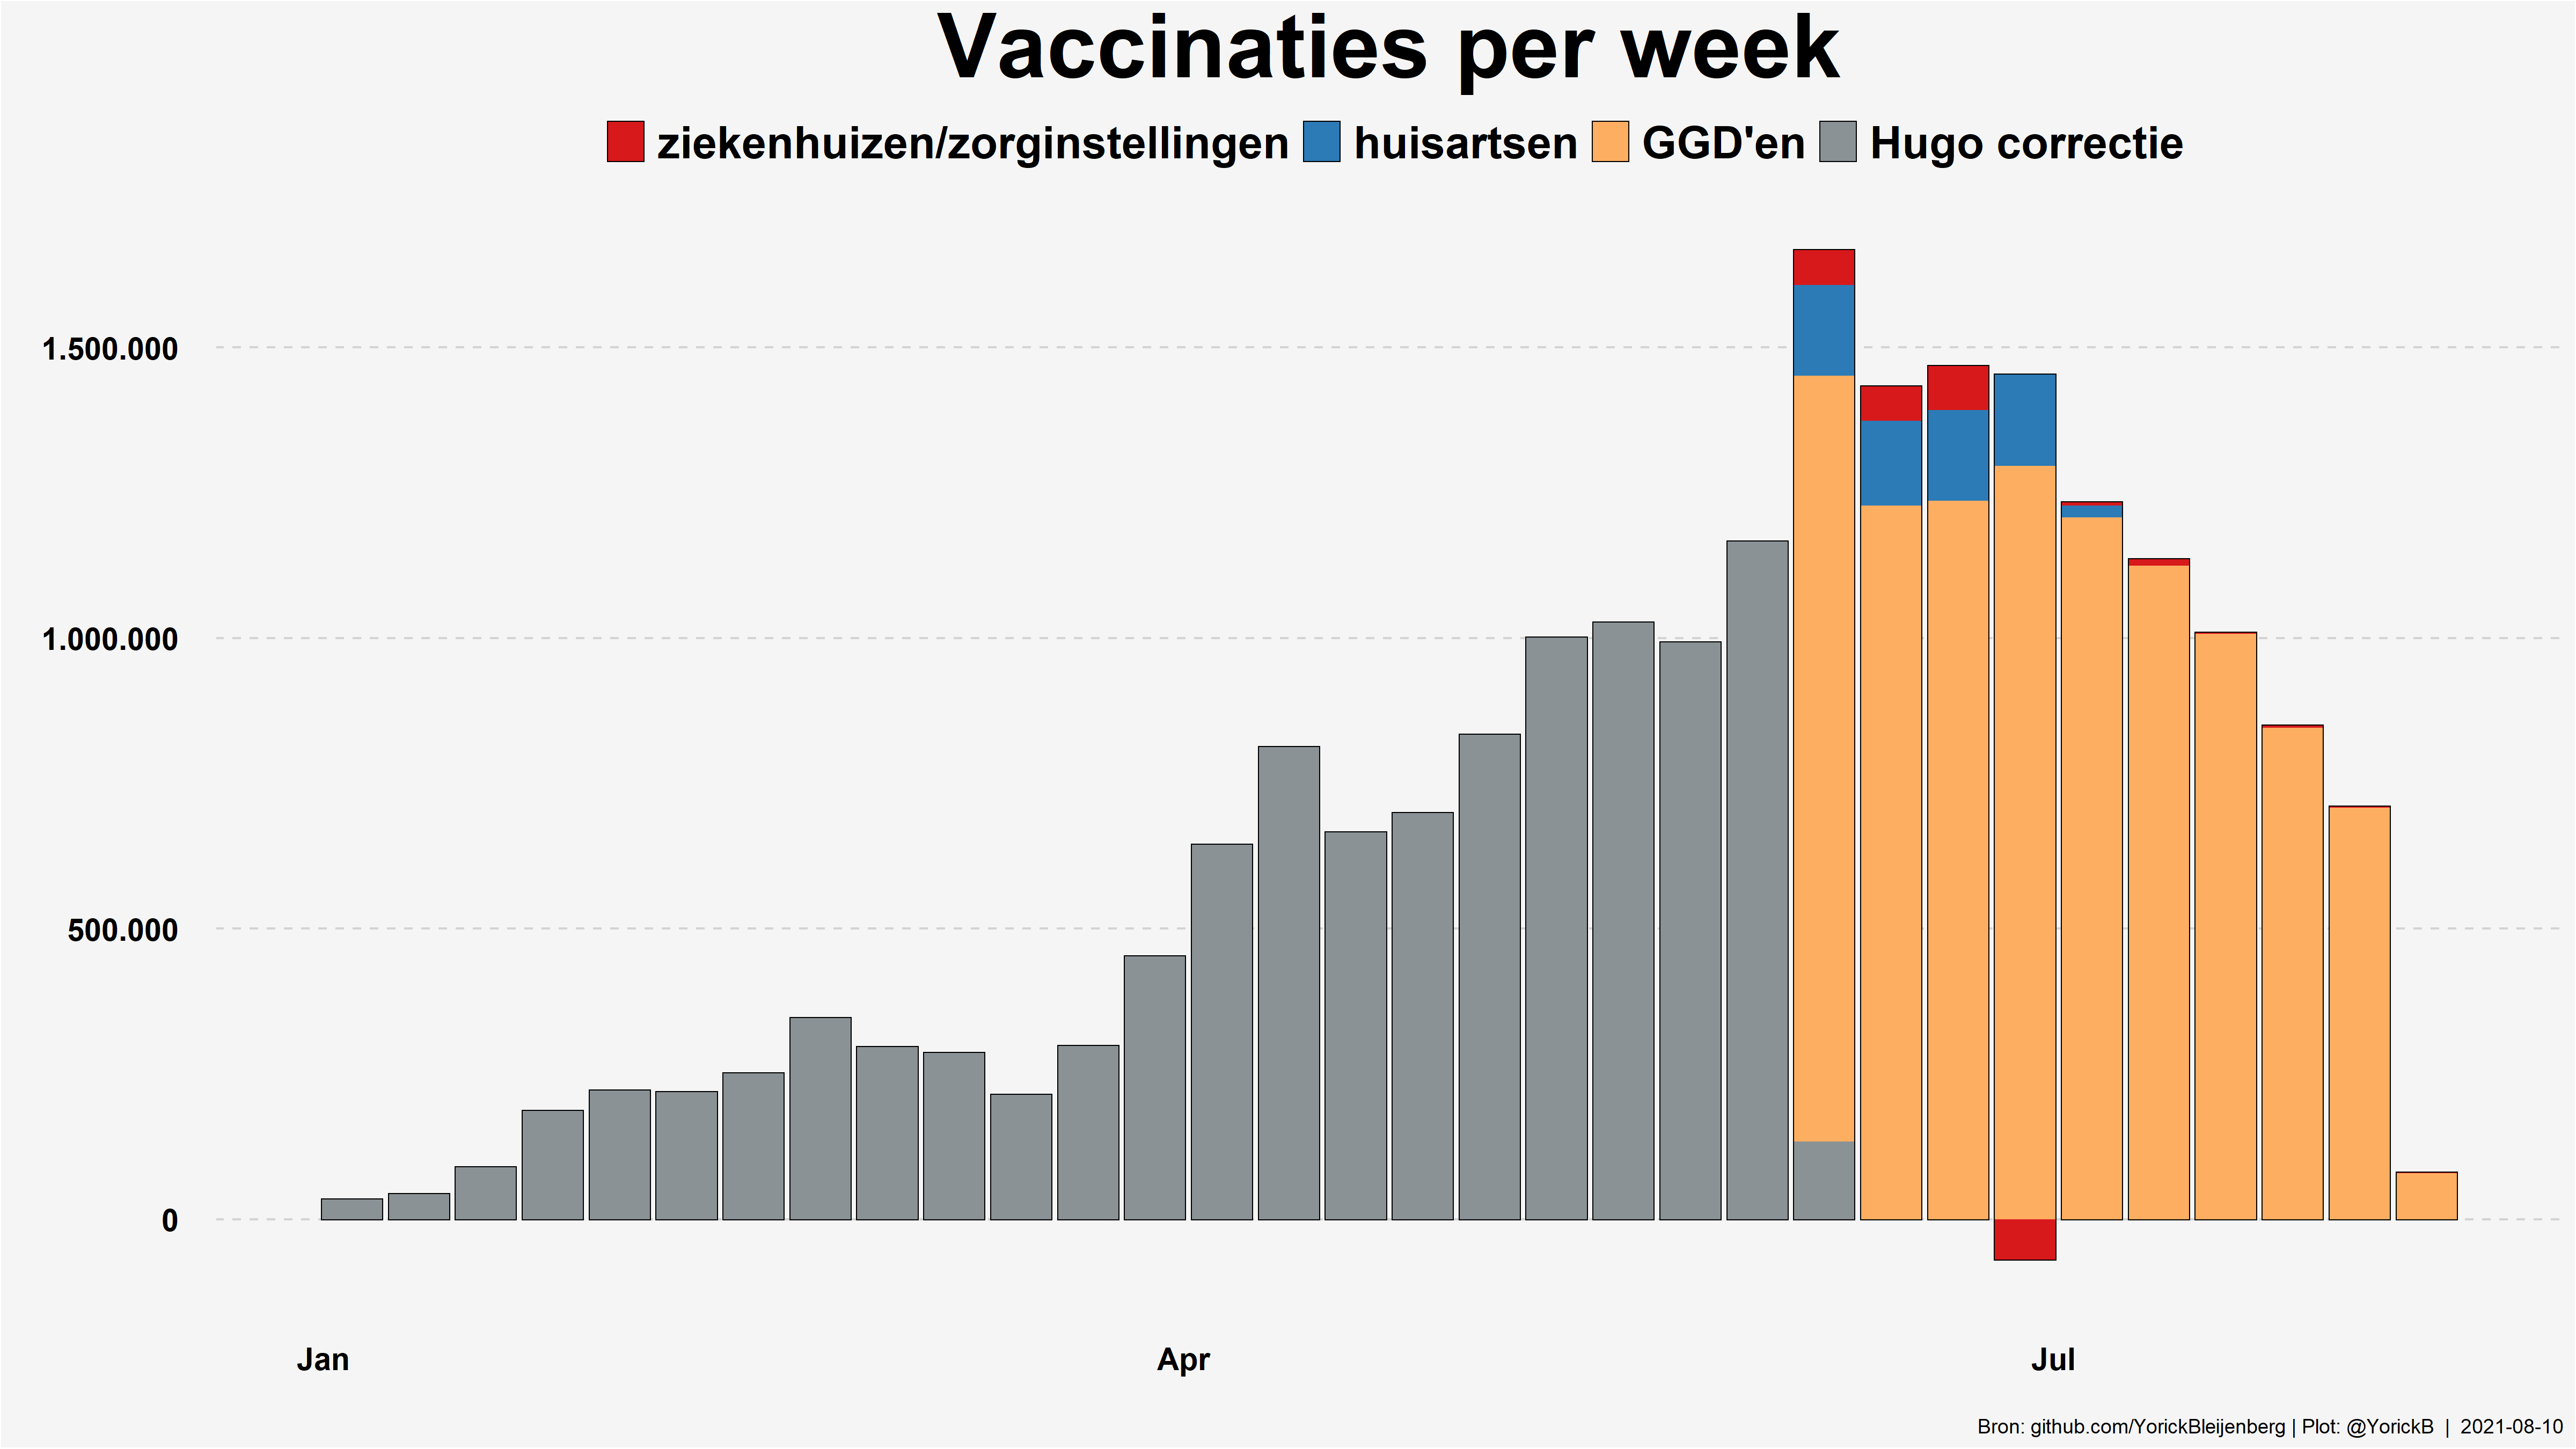 Vaccinaties per week
ziekenhuizen/zorginstellingen huisartsen GGD'en Hugo correctie
1.500.000
1.000.000
500.000
0
Jan Apr Jul
Bron: github.com/YorickBleijenberg | Plot: @YorickB | 2021-08-10